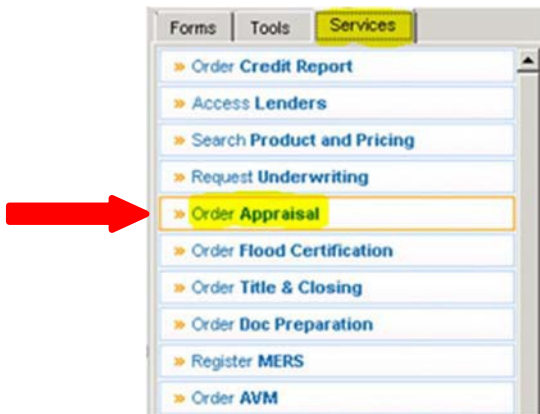 Forms Tools Services
» Order Credit Report
» Access Lenders
» Search Product and Pricing
» Request Underwriting
» Order Appraisal
» Order Flood Certification
» Order Title & Closing
» Order Doc Preparation
» Register MERS
» Order AVM